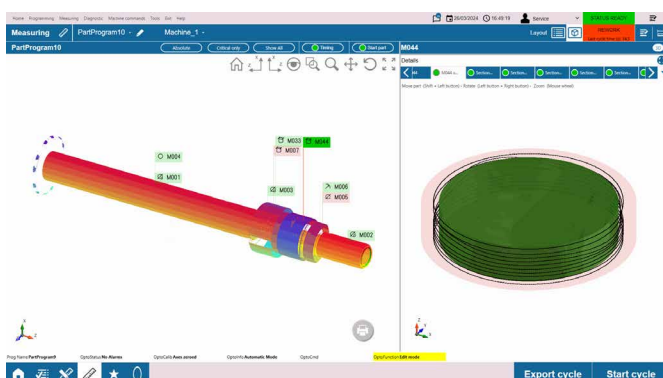 Home Programming Measuring Diagnostic Machine commands Tools Exit Help
26/03/2024 16:49:19 Service STATUS READY
Measuring PartProgram10 Machine_1 Layout REWORK
PartProgram10 Absolute Critical only Show All Timing Start part M044
Details
44 M044 Section... Section... Section... Section... Section...
Move part (Shift + Left button) - Rotate (Left button + Right button) - Zoom (Mouse wheel)
M033 M044
M007
M004
M001
M003
M006
M005
M002
X
Z
X
Y
Z
Prog Name:PartProgram9 OptoStatus:No Alarms OptoCalib:Axes zeroed OptoInfo:Automatic Mode OptoCmd OptoFunction:Edit mode
Export cycle Start cycle